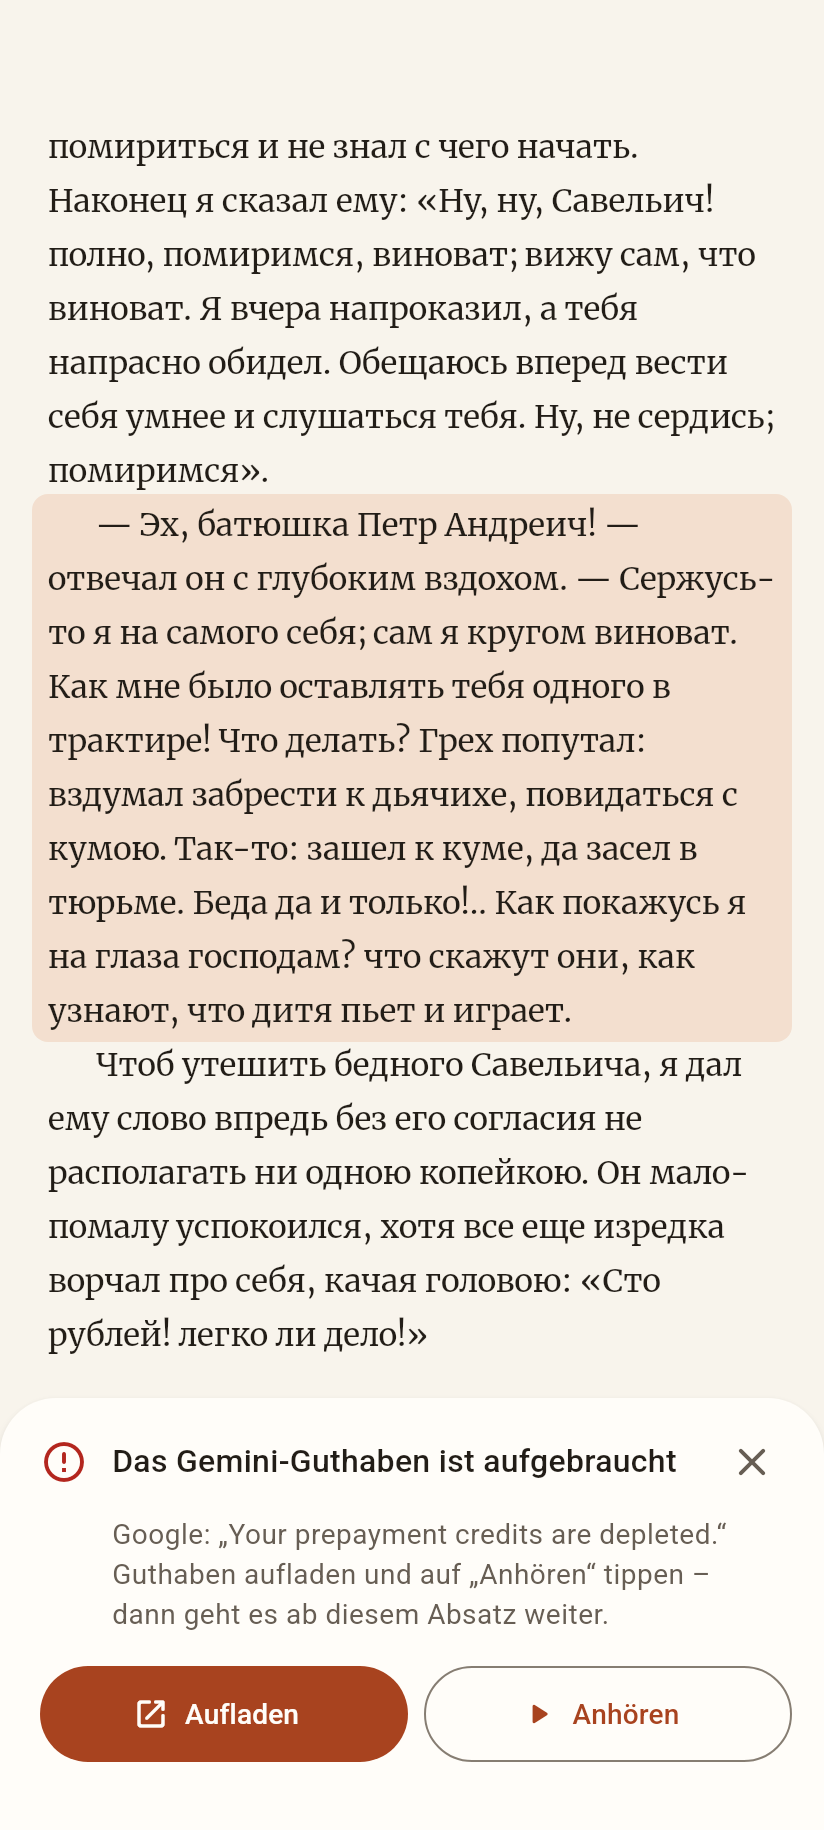 помириться и не знал с чего начать.
Наконец я сказал ему: «Ну, ну, Савельич!
полно, помиримся, виноват; вижу сам, что
виноват. Я вчера напроказил, а тебя
напрасно обидел. Обещаюсь вперед вести
себя умнее и слушаться тебя. Ну, не сердись;
помиримся».
— Эх, батюшка Петр Андреич! —
отвечал он с глубоким вздохом. — Сержусь-
то я на самого себя; сам я кругом виноват.
Как мне было оставлять тебя одного в
трактире! Что делать? Грех попутал:
вздумал забрести к дьячихе, повидаться с
кумою. Так-то: зашел к куме, да засел в
тюрьме. Беда да и только!.. Как покажусь я
на глаза господам? что скажут они, как
узнают, что дитя пьет и играет.
Чтоб утешить бедного Савельича, я дал
ему слово впредь без его согласия не
располагать ни одною копейкою. Он мало-
помалу успокоился, хотя все еще изредка
ворчал про себя, качая головою: «Сто
рублей! легко ли дело!»
Das Gemini-Guthaben ist aufgebraucht
Google: „Your prepayment credits are depleted.“
Guthaben aufladen und auf „Anhören“ tippen –
dann geht es ab diesem Absatz weiter.
Aufladen
Anhören